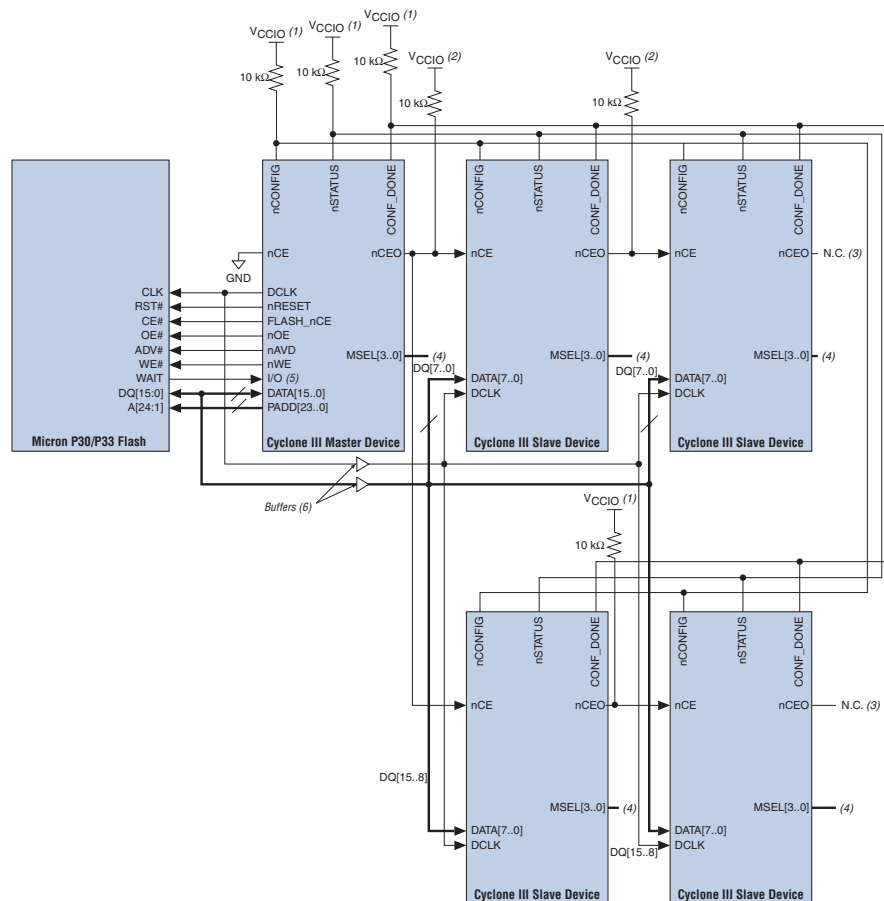 VCCIO (1)
VCCIO (1)
VCCIO (1)
VCCIO (2)
VCCIO (2)
10 kΩ
10 kΩ
10 kΩ
10 kΩ
10 kΩ
nCONFIG
nSTATUS
CONF_DONE
nCONFIG
nSTATUS
CONF_DONE
nCONFIG
nSTATUS
CONF_DONE
nCE
nCEO
nCE
nCEO
nCE
nCEO
N.C. (3)
GND
CLK
DCLK
RST#
nRESET
CE#
FLASH_nCE
OE#
nOE
ADV#
nAVD
MSEL[3..0]
(4)
MSEL[3..0]
(4)
MSEL[3..0]
(4)
WE#
nWE
DQ[7..0]
DQ[7..0]
WAIT
I/O (5)
DATA[7..0]
DATA[7..0]
DQ[15:0]
DATA[15..0]
DCLK
DCLK
A[24:1]
PADD[23..0]
Micron P30/P33 Flash
Cyclone III Master Device
Cyclone III Slave Device
Cyclone III Slave Device
Buffers (6)
VCCIO (1)
10 kΩ
nCONFIG
nSTATUS
CONF_DONE
nCONFIG
nSTATUS
CONF_DONE
nCE
nCEO
nCE
nCEO
N.C. (3)
DQ[15..8]
MSEL[3..0]
(4)
MSEL[3..0]
(4)
DATA[7..0]
DATA[7..0]
DCLK
DQ[15..8]
DCLK
Cyclone III Slave Device
Cyclone III Slave Device